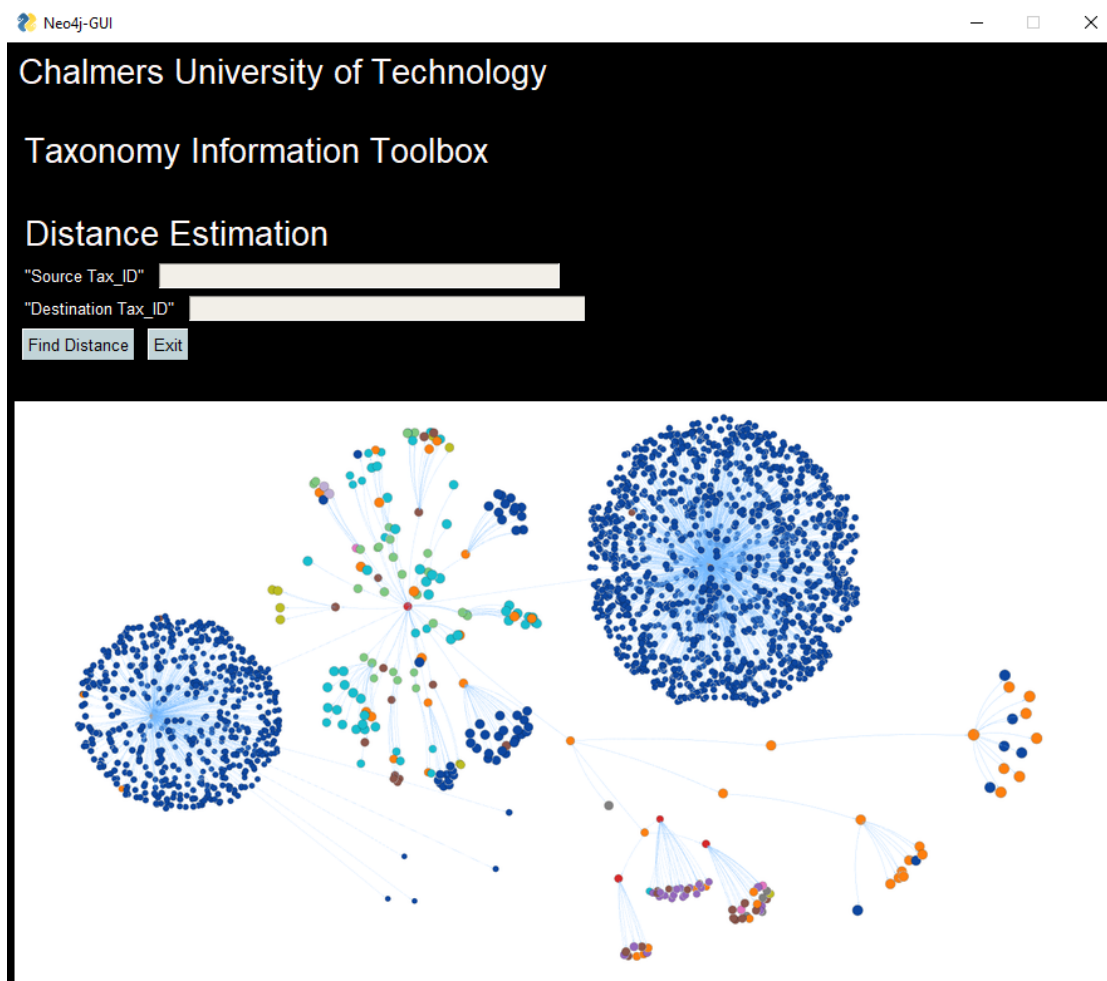 Neo4j-GUI
Chalmers University of Technology
Taxonomy Information Toolbox
Distance Estimation
"Source Tax_ID"
"Destination Tax_ID"
Find Distance Exit